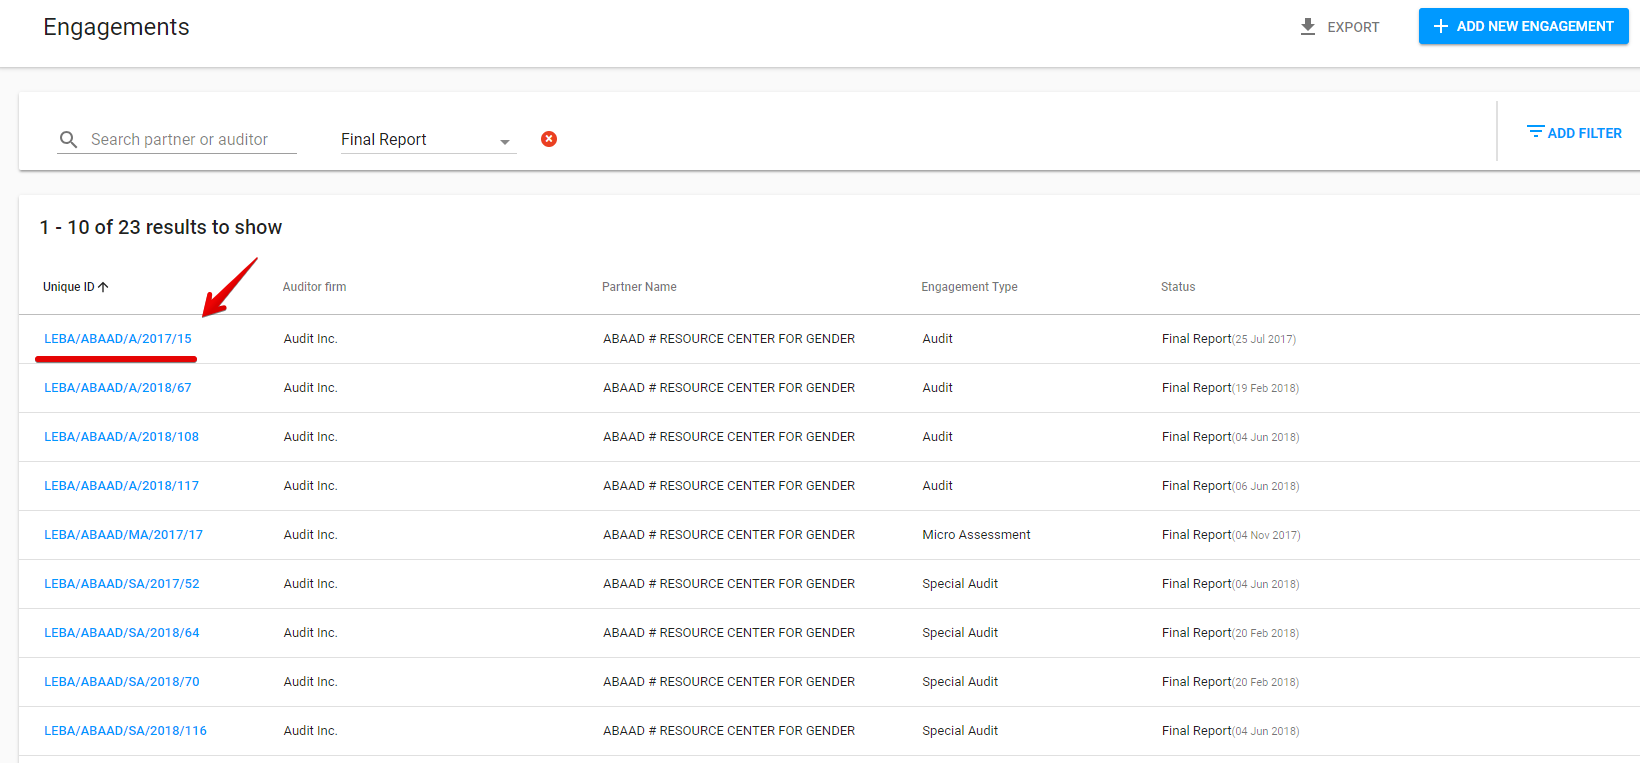 Engagements
EXPORT
ADD NEW ENGAGEMENT
Search partner or auditor
Final Report
ADD FILTER
1 - 10 of 23 results to show
Unique ID Auditor firm Partner Name Engagement Type Status
LEBA/ABAAD/A/2017/15 Audit Inc. ABAAD # RESOURCE CENTER FOR GENDER Audit Final Report(25 Jul 2017)
LEBA/ABAAD/A/2018/67 Audit Inc. ABAAD # RESOURCE CENTER FOR GENDER Audit Final Report(19 Feb 2018)
LEBA/ABAAD/A/2018/108 Audit Inc. ABAAD # RESOURCE CENTER FOR GENDER Audit Final Report(04 Jun 2018)
LEBA/ABAAD/A/2018/117 Audit Inc. ABAAD # RESOURCE CENTER FOR GENDER Audit Final Report(06 Jun 2018)
LEBA/ABAAD/MA/2017/17 Audit Inc. ABAAD # RESOURCE CENTER FOR GENDER Micro Assessment Final Report(04 Nov 2017)
LEBA/ABAAD/SA/2017/52 Audit Inc. ABAAD # RESOURCE CENTER FOR GENDER Special Audit Final Report(04 Jun 2018)
LEBA/ABAAD/SA/2018/64 Audit Inc. ABAAD # RESOURCE CENTER FOR GENDER Special Audit Final Report(20 Feb 2018)
LEBA/ABAAD/SA/2018/70 Audit Inc. ABAAD # RESOURCE CENTER FOR GENDER Special Audit Final Report(20 Feb 2018)
LEBA/ABAAD/SA/2018/116 Audit Inc. ABAAD # RESOURCE CENTER FOR GENDER Special Audit Final Report(04 Jun 2018)